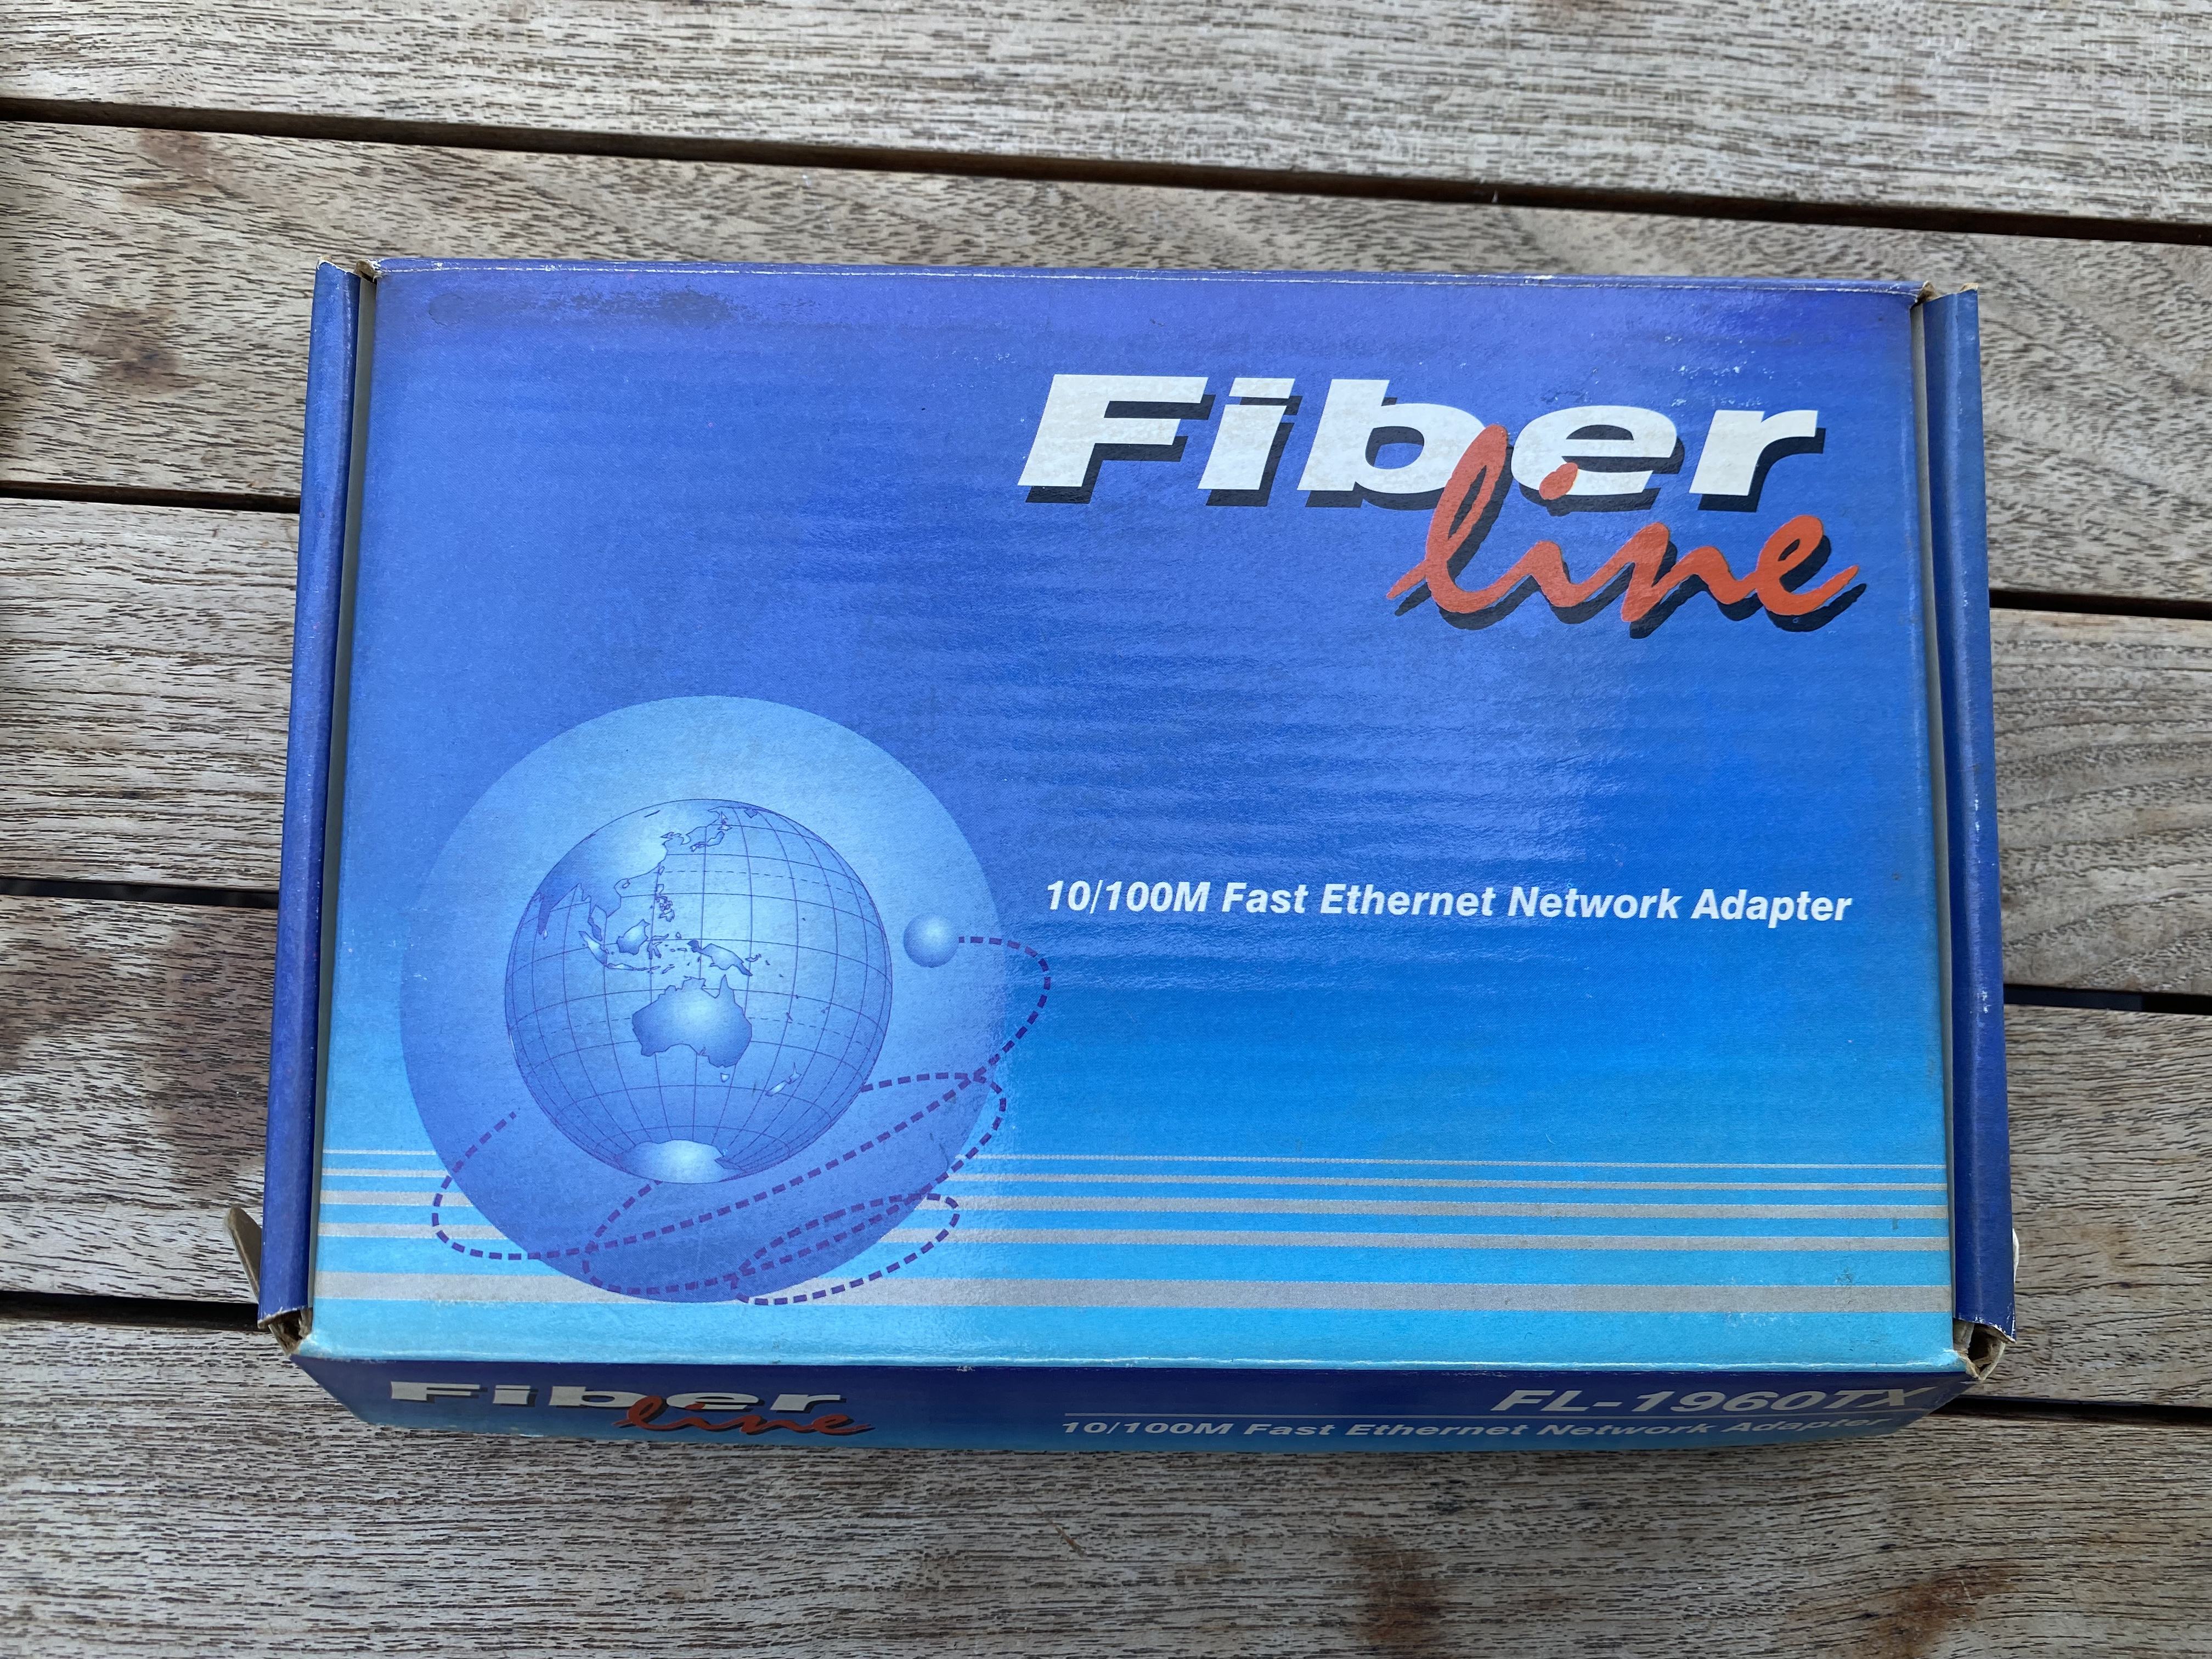 Fiber
line
10/100M Fast Ethernet Network Adapter
Fiber
line
FL-1960TX
10/100M Fast Ethernet Network Adapter